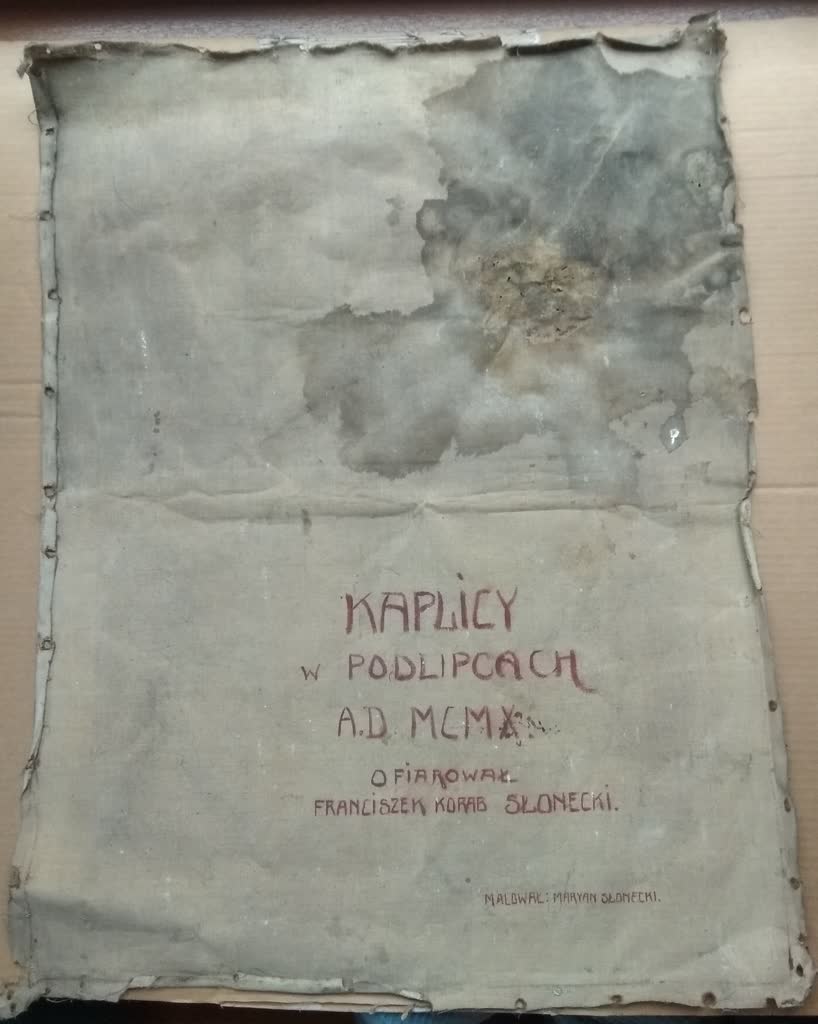 KAPLICY
W PODLIPCACH
A.D MCMX
OFIAROWAŁ
FRANCISZEK KORAB SŁONECKI.
MALOWAŁ: MARYAN SŁONECKI.